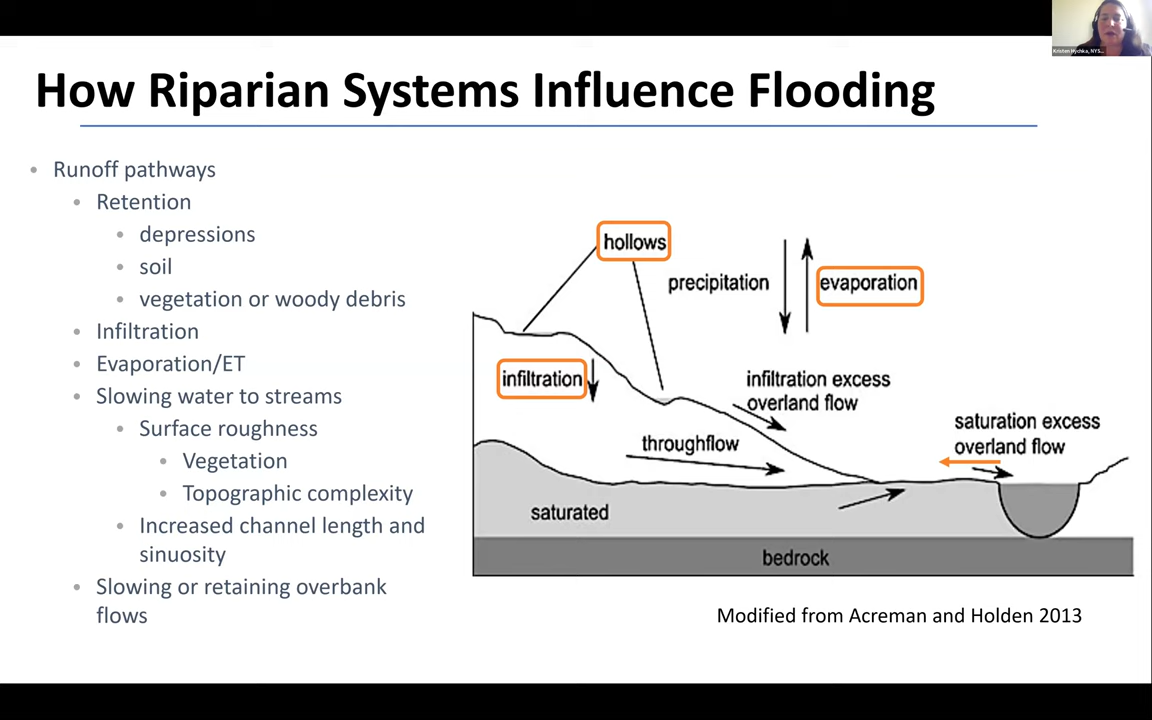 Kristen Hychka, NYS...
How Riparian Systems Influence Flooding
• Runoff pathways
• Retention
• depressions
• soil
• vegetation or woody debris
• Infiltration
• Evaporation/ET
• Slowing water to streams
• Surface roughness
• Vegetation
• Topographic complexity
• Increased channel length and
sinuosity
• Slowing or retaining overbank
flows
hollows
precipitation
evaporation
infiltration
infiltration excess
overland flow
throughflow
saturation excess
overland flow
saturated
bedrock
Modified from Acreman and Holden 2013